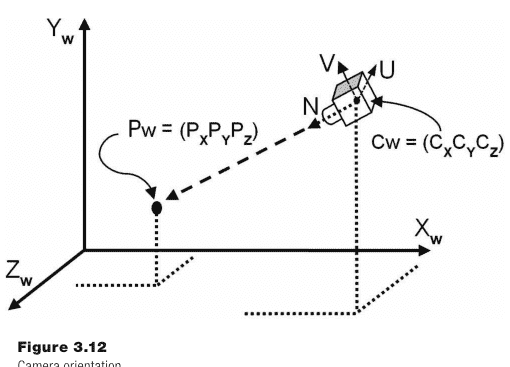 Yw
V
U
N
Pw = (PXPYPZ)
Cw = (CXCYCZ)
Xw
Zw
Figure 3.12
Camera orientation